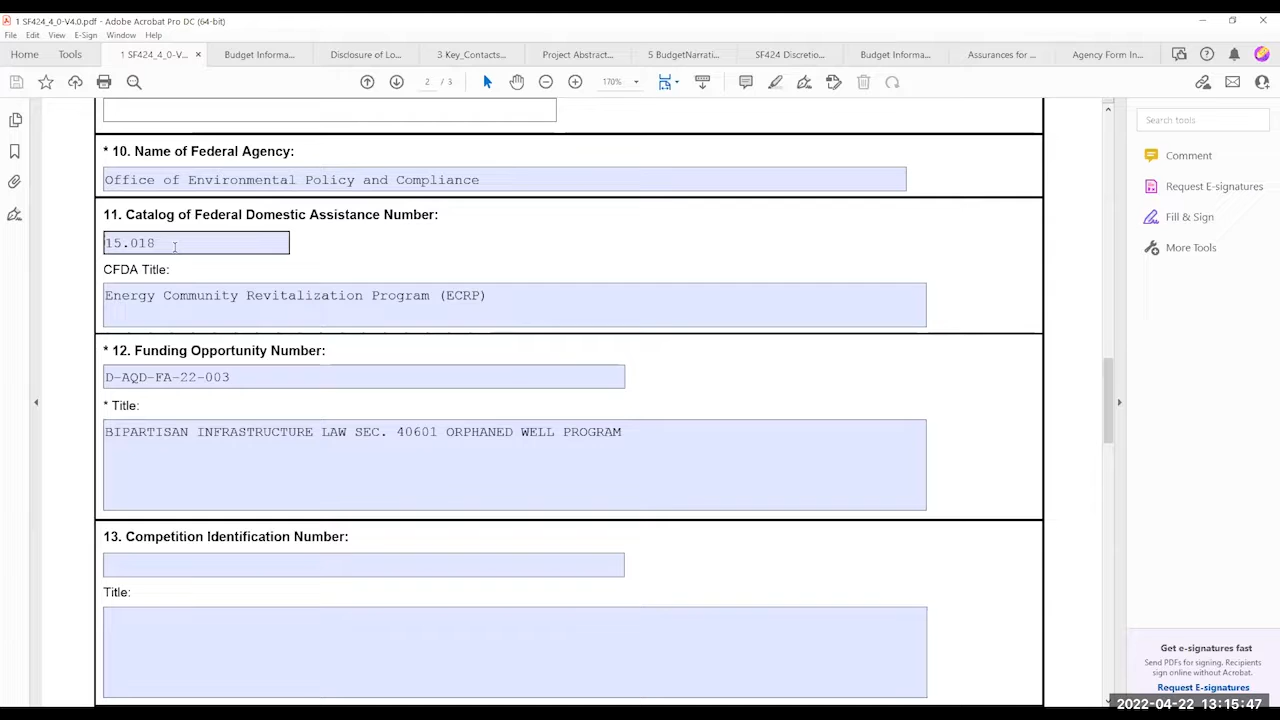 1 SF424_4_0-V4.0.pdf - Adobe Acrobat Pro DC (64-bit)
File Edit View E-Sign Window Help
Home Tools 1 SF424_4_0-V... × Budget Informa... Disclosure of Lo... 3 Key_Contacts... Project Abstract... 5 BudgetNarrati... SF424 Discretio... Budget Informa... Assurances for ... Agency Form In...
2 / 3 170%
* 10. Name of Federal Agency:
Office of Environmental Policy and Compliance
11. Catalog of Federal Domestic Assistance Number:
15.018
CFDA Title:
Energy Community Revitalization Program (ECRP)
* 12. Funding Opportunity Number:
D-AQD-FA-22-003
* Title:
BIPARTISAN INFRASTRUCTURE LAW SEC. 40601 ORPHANED WELL PROGRAM
13. Competition Identification Number:
Title:
Search tools
Comment
Request E-signatures
Fill & Sign
More Tools
Get e-signatures fast
Send PDFs for signing. Recipients
sign online without Acrobat.
Request E-signatures
2022-04-22 13:15:47